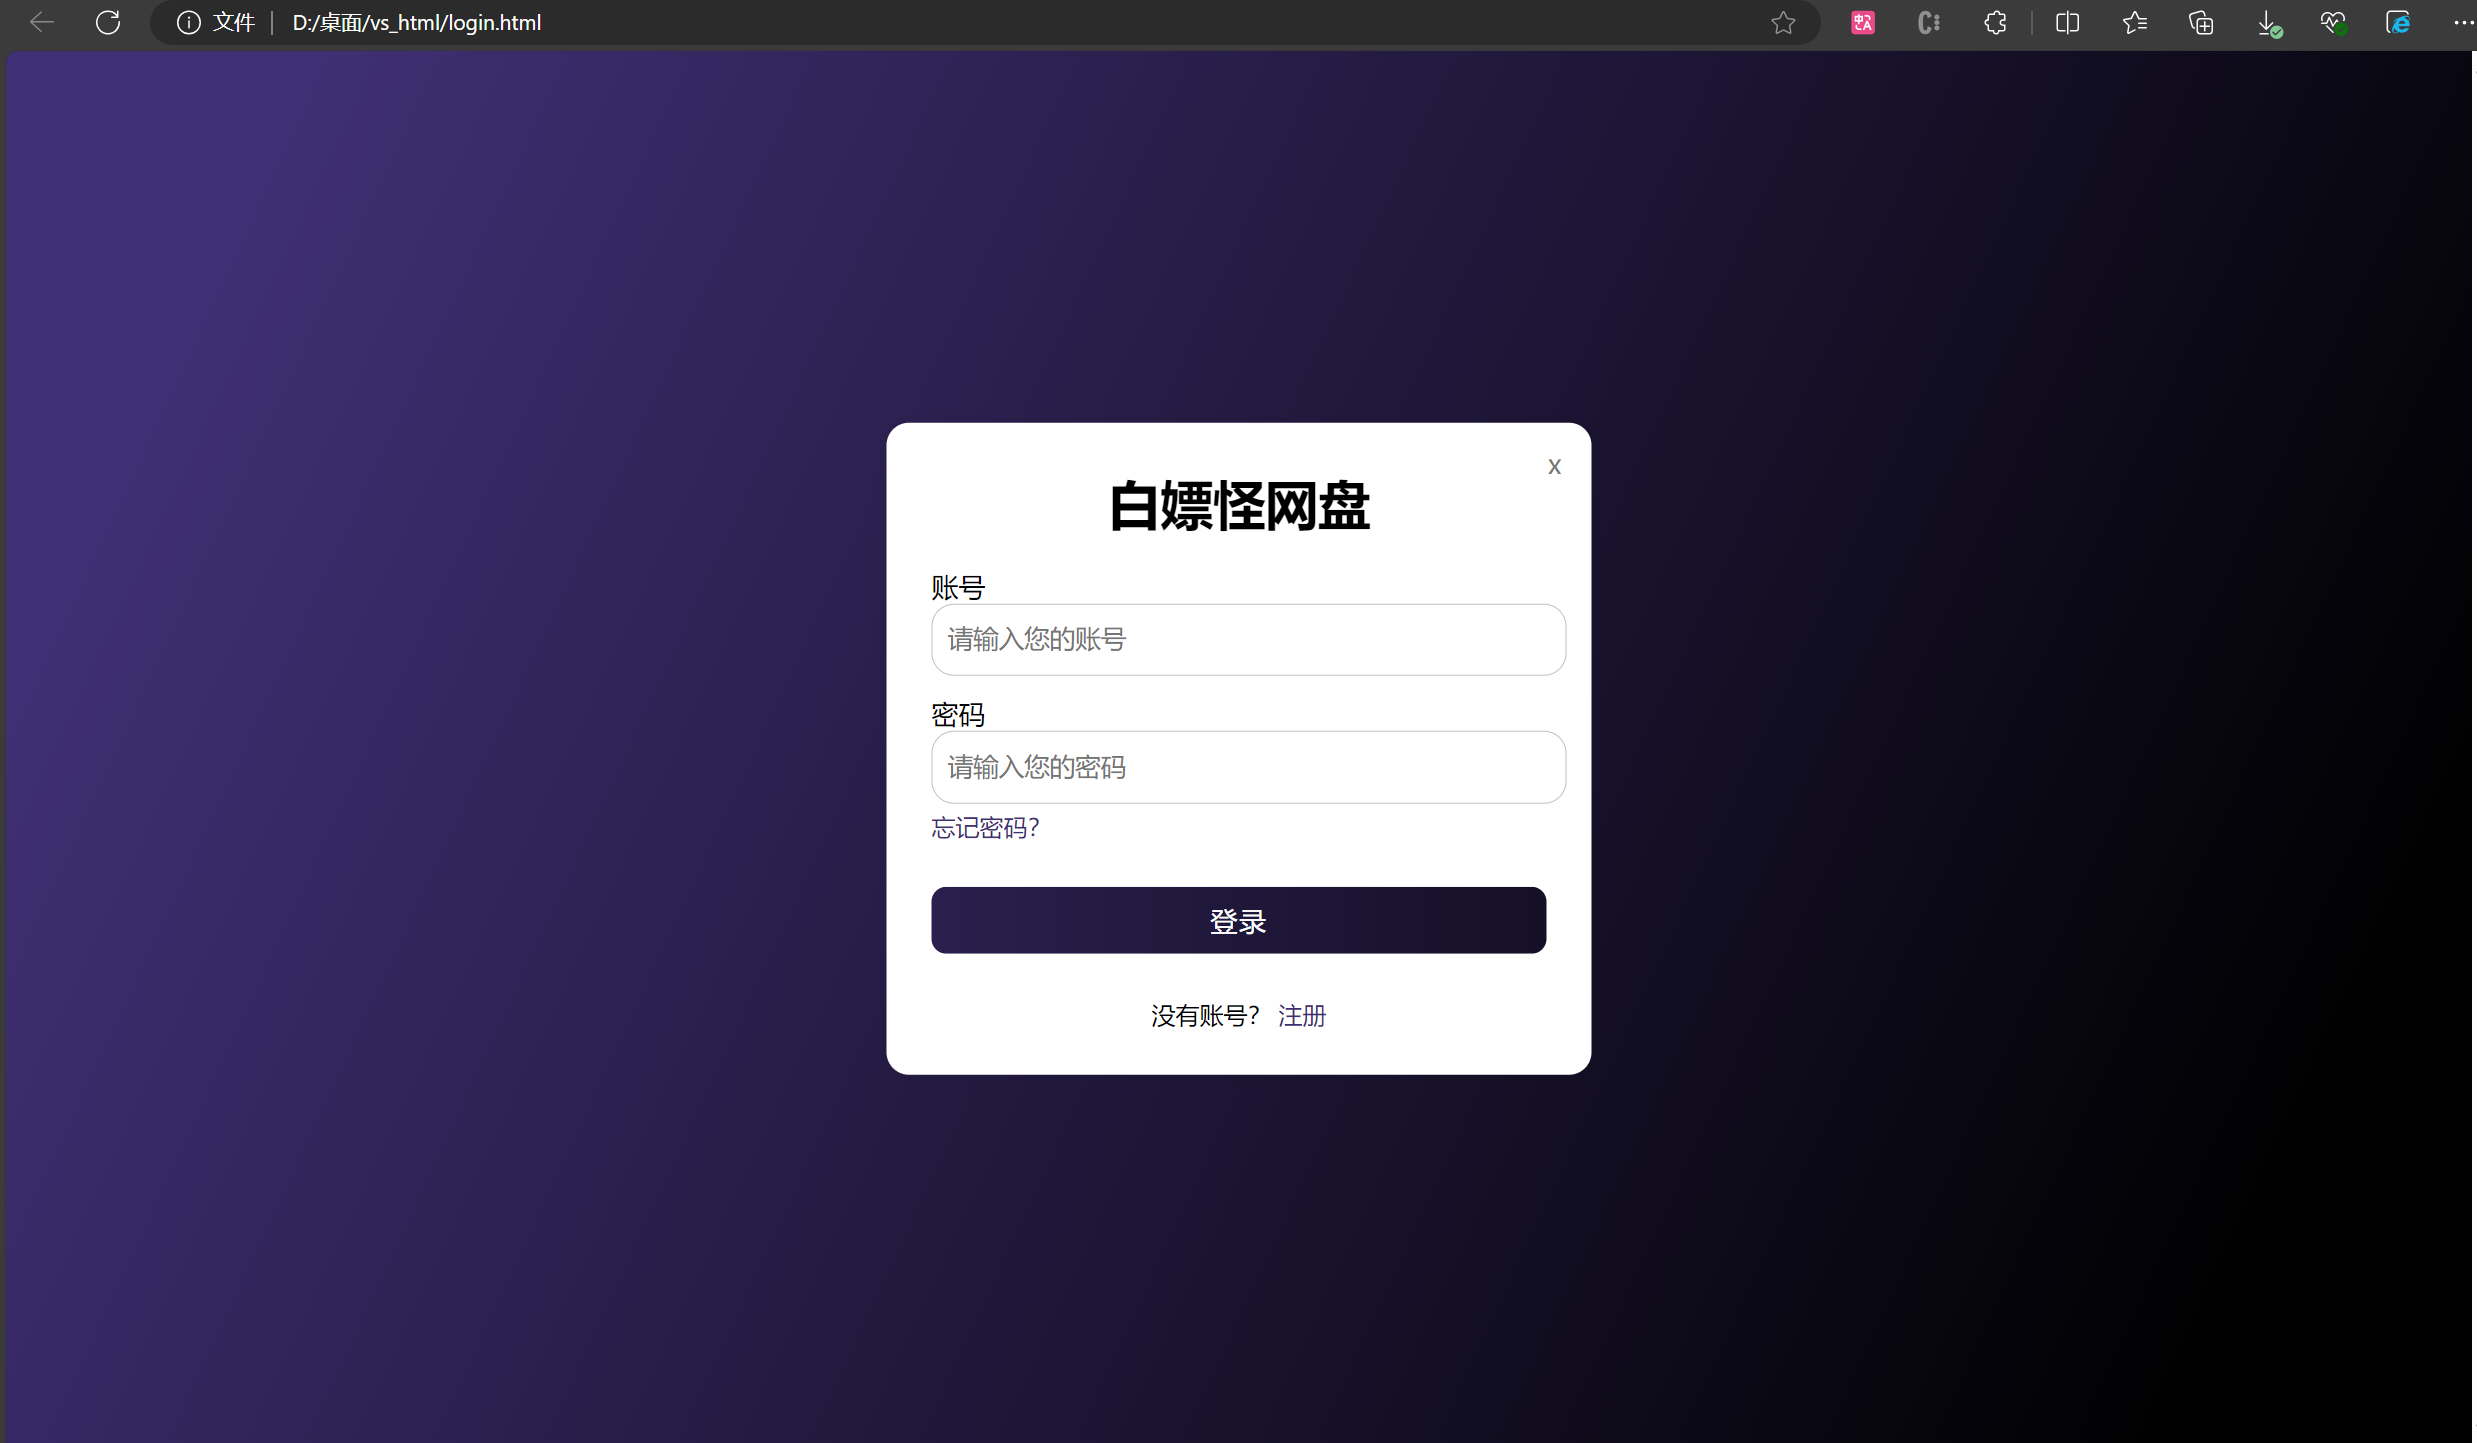 文件 D:/桌面/vs_html/login.html
x
白嫖怪网盘
账号
请输入您的账号
密码
请输入您的密码
忘记密码?
登录
没有账号? 注册